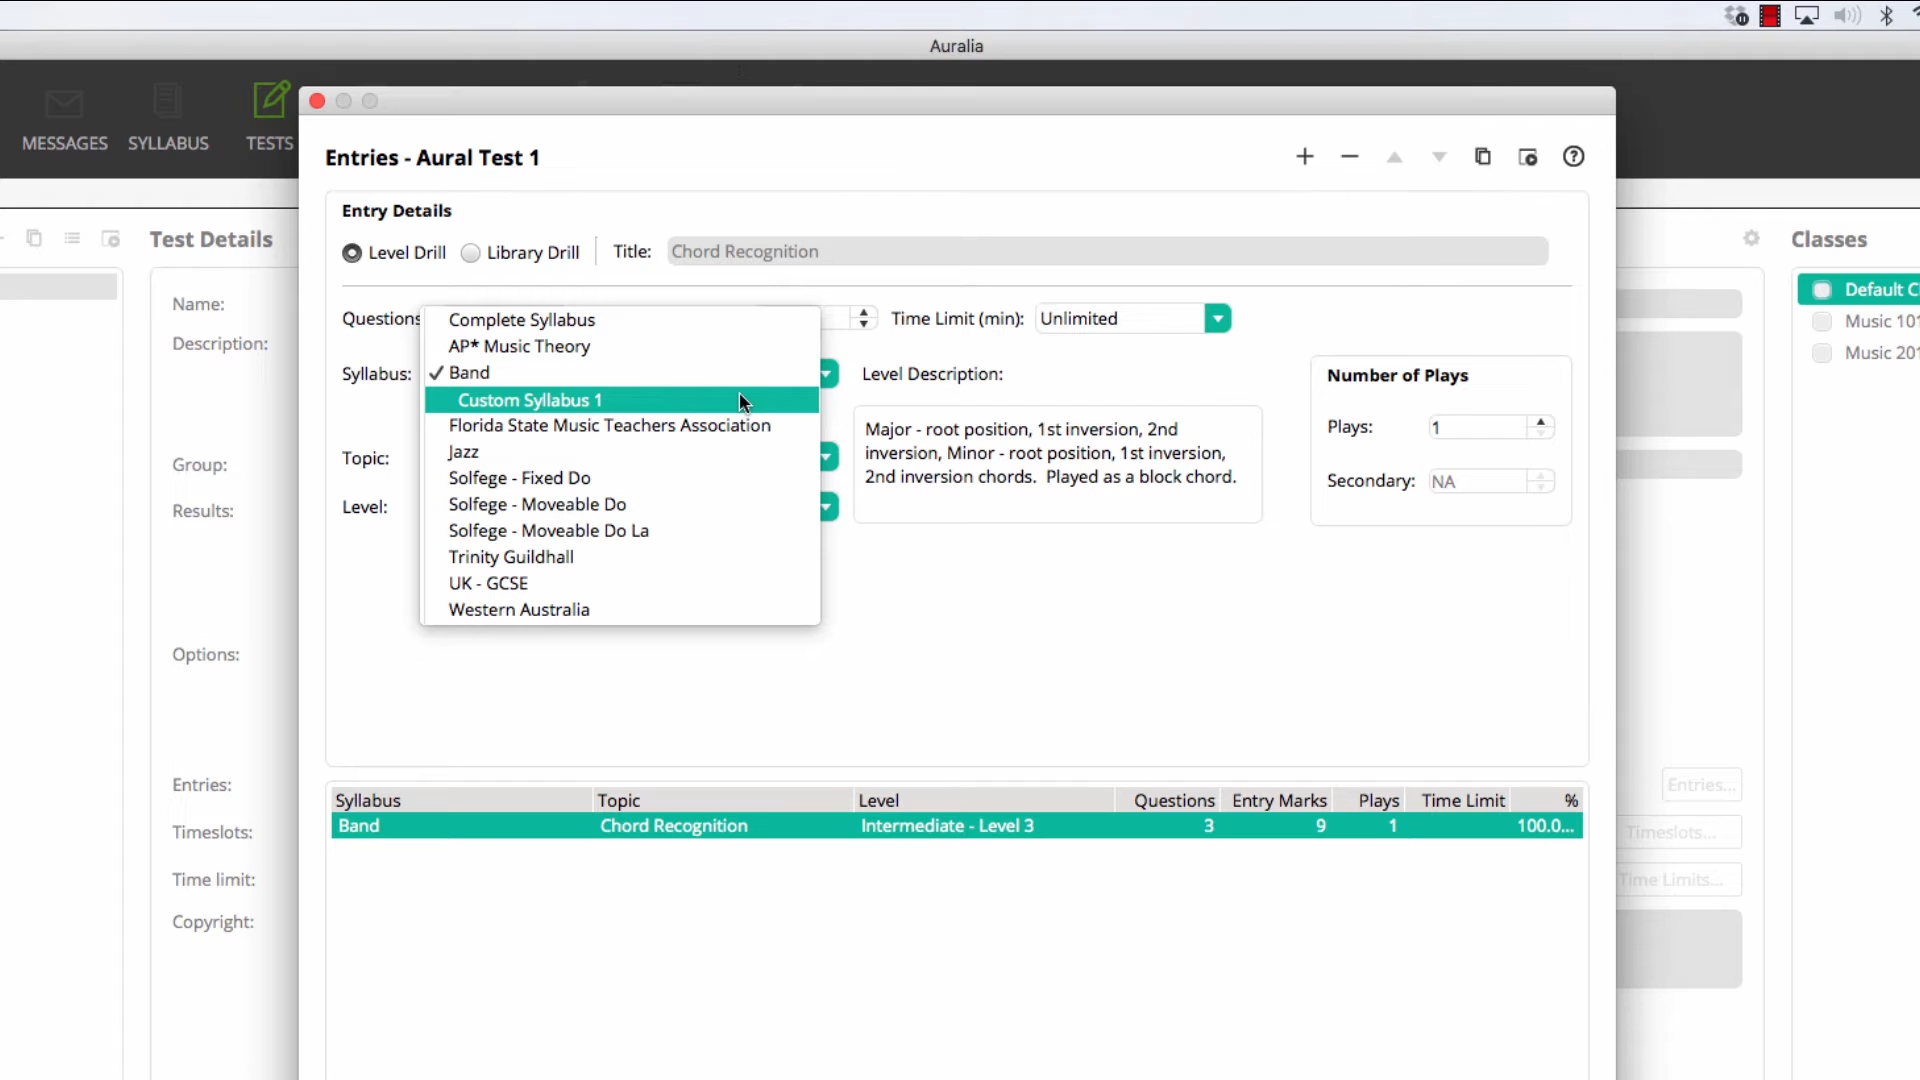 Auralia
MESSAGES SYLLABUS TESTS
Entries - Aural Test 1
Test Details
Classes
Entry Details
Level Drill Library Drill Title: Chord Recognition
Name:
Description:
Group:
Results:
Options:
Entries:
Timeslots:
Time limit:
Copyright:
Questions
Time Limit (min): Unlimited
Syllabus:
Topic:
Level:
Complete Syllabus
AP* Music Theory
✓ Band
Custom Syllabus 1
Florida State Music Teachers Association
Jazz
Solfege - Fixed Do
Solfege - Moveable Do
Solfege - Moveable Do La
Trinity Guildhall
UK - GCSE
Western Australia
Level Description:
Major - root position, 1st inversion, 2nd
inversion, Minor - root position, 1st inversion,
2nd inversion chords. Played as a block chord.
Number of Plays
Plays: 1
Secondary: NA
Default C
Music 101
Music 201
Syllabus Topic Level Questions Entry Marks Plays Time Limit %
Band Chord Recognition Intermediate - Level 3 3 9 1 100.0...
Entries...
Timeslots...
Time Limits...